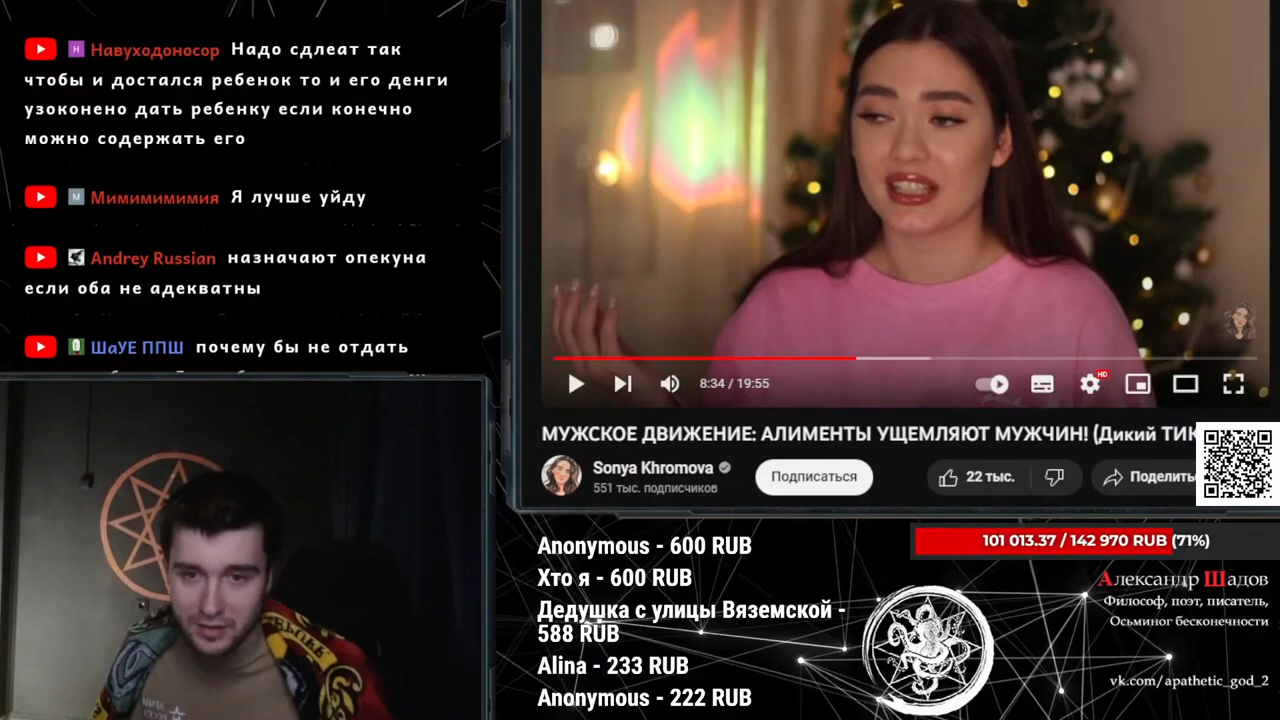 Навуходоносор Надо сдлеат так
чтобы и достался ребенок то и его денги
узоконено дать ребенку если конечно
можно содержать его
Мимимимимия Я лучше уйду
Andrey Russian назначают опекуна
если оба не адекватны
ШаУЕ ППШ почему бы не отдать
8:34 / 19:55
HD
МУЖСКОЕ ДВИЖЕНИЕ: АЛИМЕНТЫ УЩЕМЛЯЮТ МУЖЧИН! (Дикий ТИК
Sonya Khromova
551 тыс. подписчиков
Подписаться
22 тыс.
Поделить
Anonymous - 600 RUB
Хто я - 600 RUB
Дедушка с улицы Вяземской -
588 RUB
Alina - 233 RUB
Anonymous - 222 RUB
101 013.37 / 142 970 RUB (71%)
Александр Шадов
Философ, поэт, писатель,
Осьминог бесконечности
vk.com/apathetic_god_2